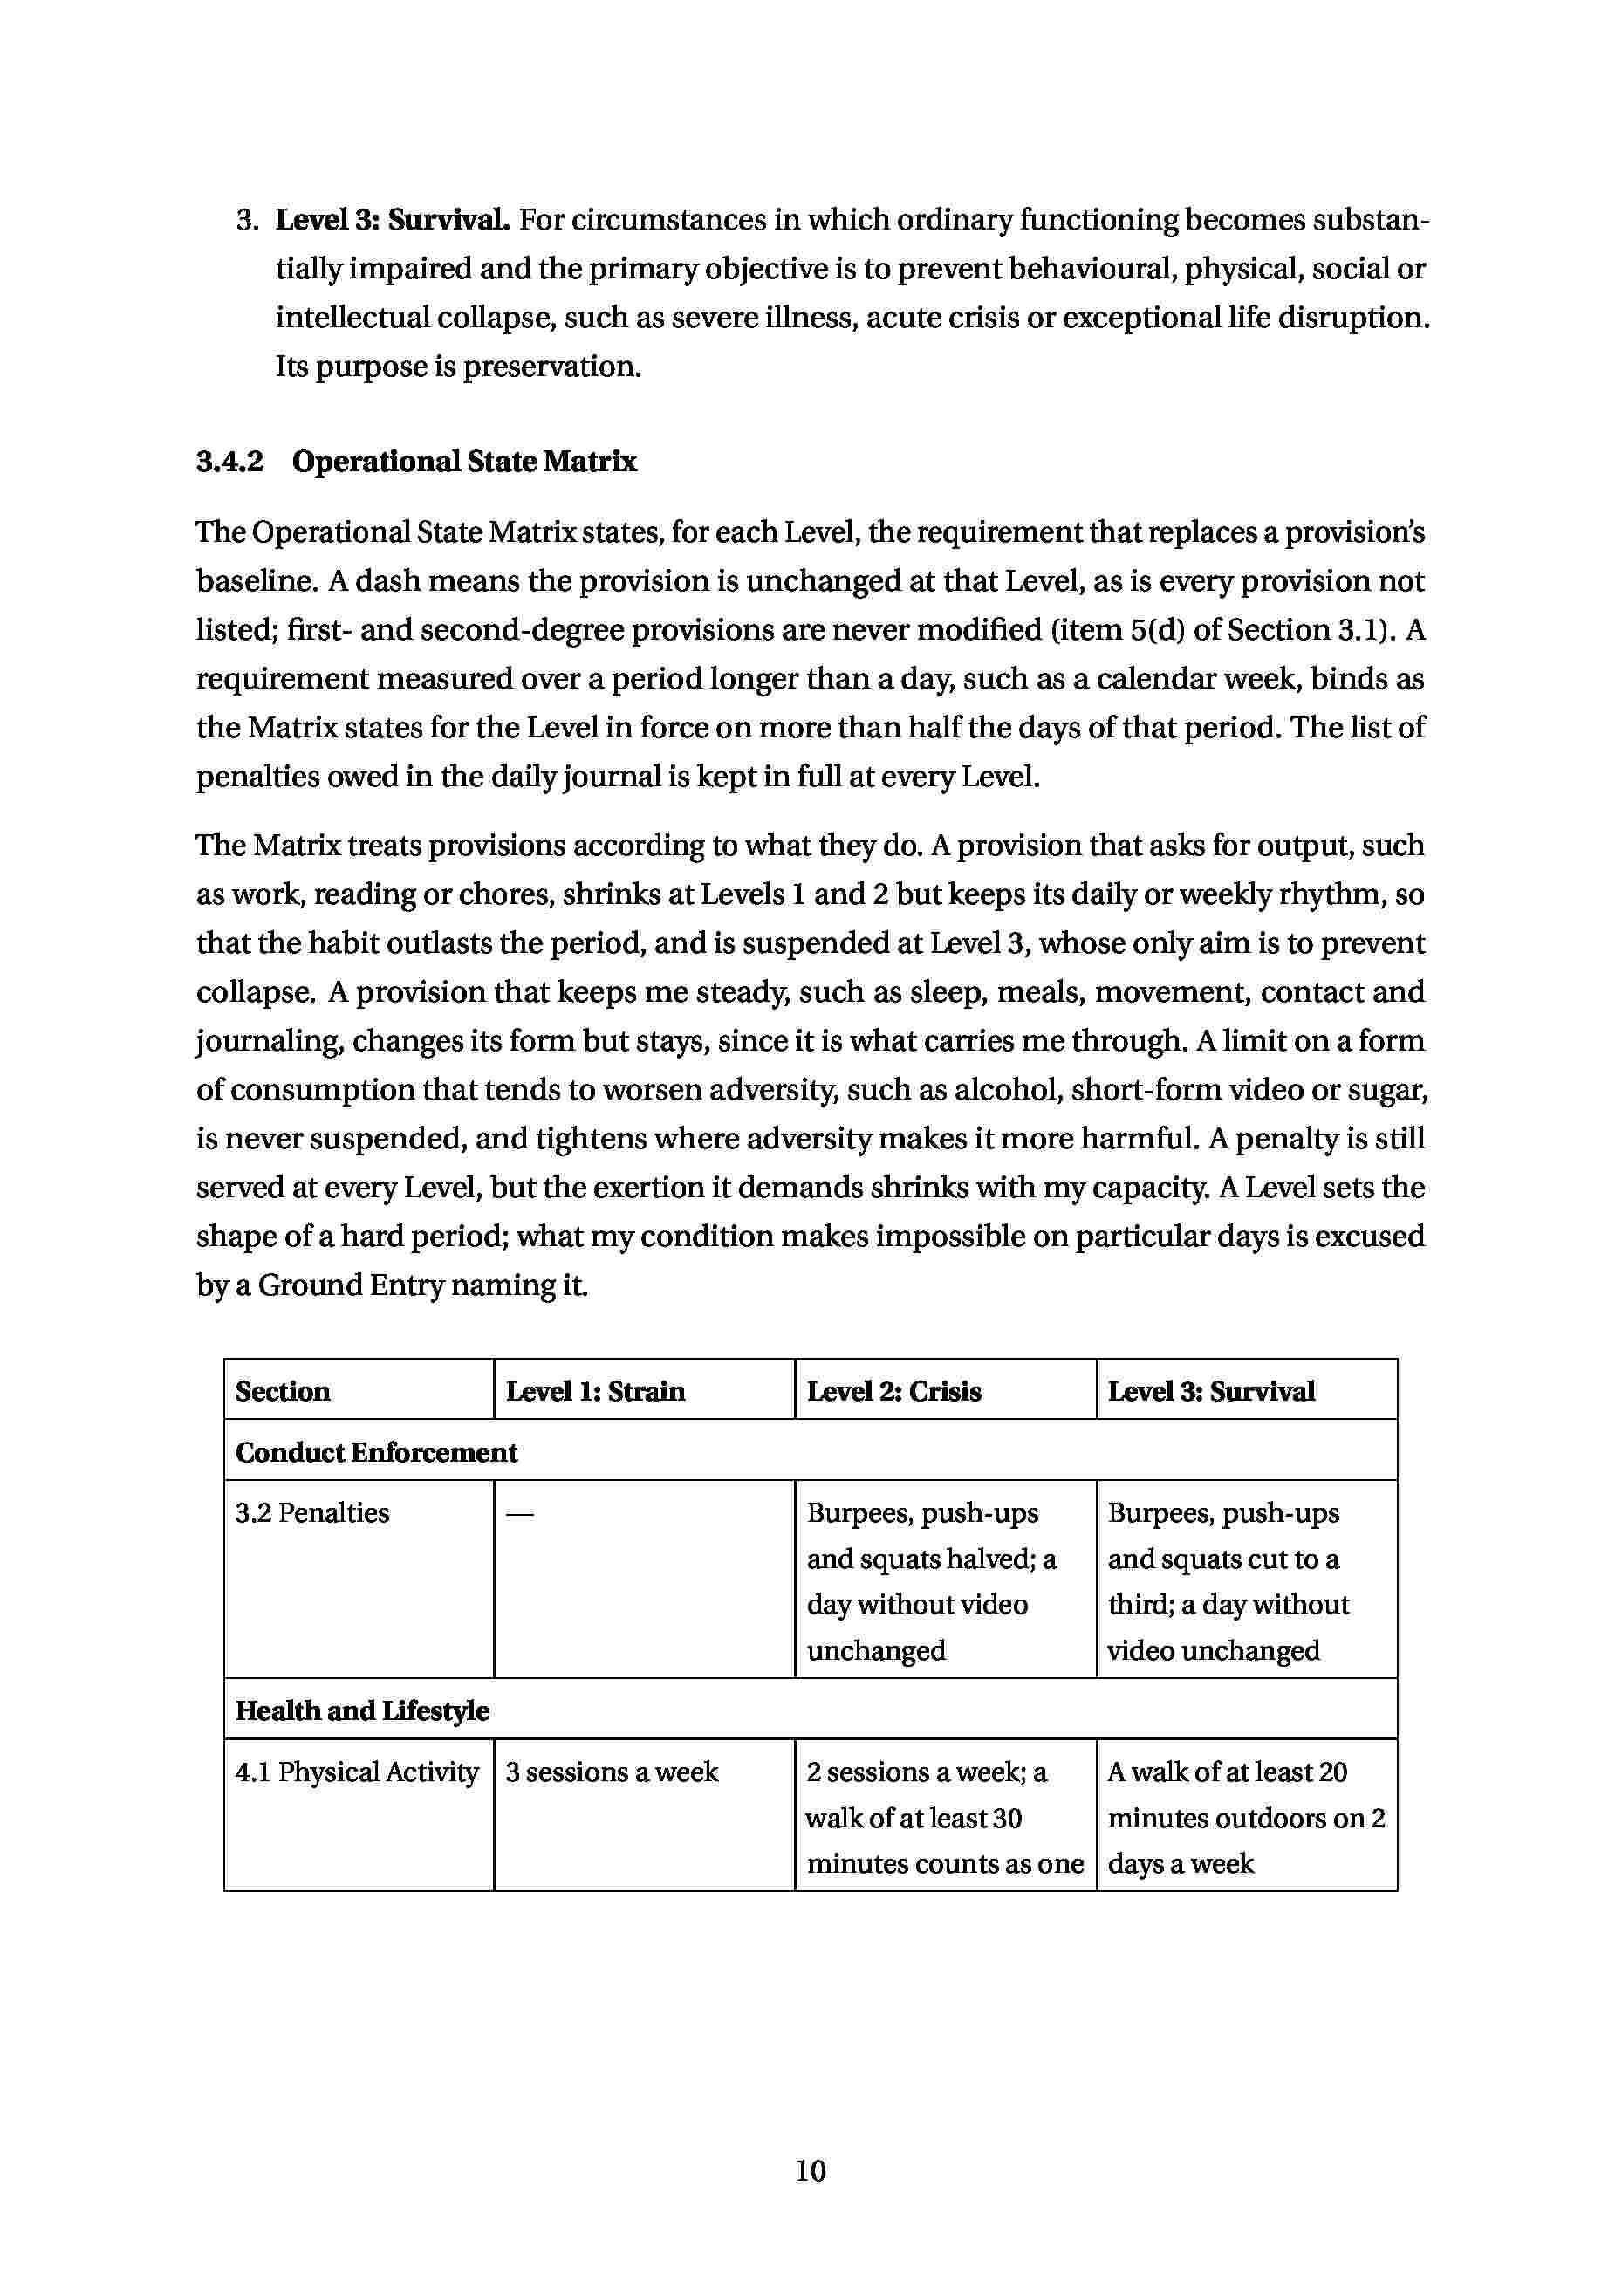 3. Level 3: Survival. For circumstances in which ordinary functioning becomes substan-
tially impaired and the primary objective is to prevent behavioural, physical, social or
intellectual collapse, such as severe illness, acute crisis or exceptional life disruption.
Its purpose is preservation.
3.4.2 Operational State Matrix
The Operational State Matrix states, for each Level, the requirement that replaces a provision's
baseline. A dash means the provision is unchanged at that Level, as is every provision not
listed; first- and second-degree provisions are never modified (item 5(d) of Section 3.1). A
requirement measured over a period longer than a day, such as a calendar week, binds as
the Matrix states for the Level in force on more than half the days of that period. The list of
penalties owed in the daily journal is kept in full at every Level.
The Matrix treats provisions according to what they do. A provision that asks for output, such
as work, reading or chores, shrinks at Levels 1 and 2 but keeps its daily or weekly rhythm, so
that the habit outlasts the period, and is suspended at Level 3, whose only aim is to prevent
collapse. A provision that keeps me steady, such as sleep, meals, movement, contact and
journaling, changes its form but stays, since it is what carries me through. A limit on a form
of consumption that tends to worsen adversity, such as alcohol, short-form video or sugar,
is never suspended, and tightens where adversity makes it more harmful. A penalty is still
served at every Level, but the exertion it demands shrinks with my capacity. A Level sets the
shape of a hard period; what my condition makes impossible on particular days is excused
by a Ground Entry naming it.
Section Level 1: Strain Level 2: Crisis Level 3: Survival
Conduct Enforcement
3.2 Penalties — Burpees, push-ups Burpees, push-ups
and squats halved; a and squats cut to a
day without video third; a day without
unchanged video unchanged
Health and Lifestyle
4.1 Physical Activity 3 sessions a week 2 sessions a week; a A walk of at least 20
walk of at least 30 minutes outdoors on 2
minutes counts as one days a week
10